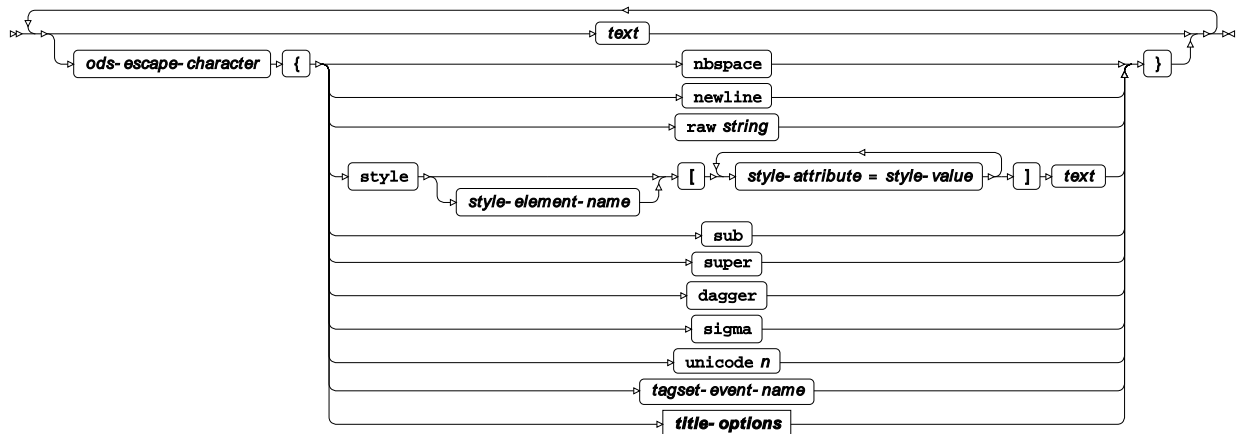 text
ods-escape-character { nbspace }
newline
raw string
style [ style-attribute = style-value ] text
style-element-name
sub
super
dagger
sigma
unicode n
tagset-event-name
title-options